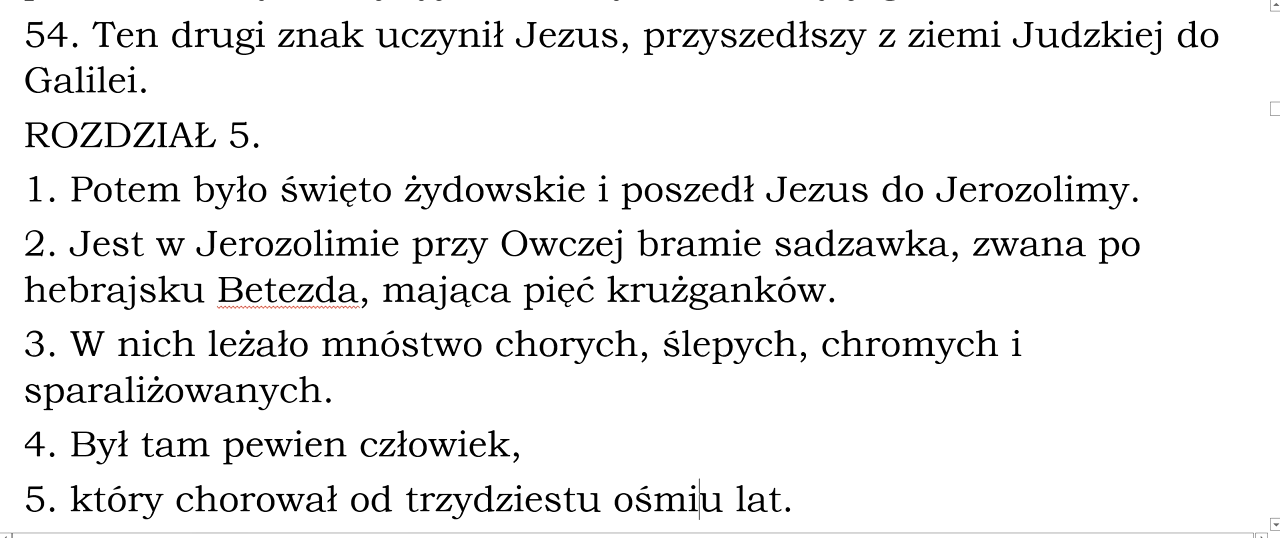 54. Ten drugi znak uczynił Jezus, przyszedłszy z ziemi Judzkiej do
Galilei.
ROZDZIAŁ 5.
1. Potem było święto żydowskie i poszedł Jezus do Jerozolimy.
2. Jest w Jerozolimie przy Owczej bramie sadzawka, zwana po
hebrajsku Betezda, mająca pięć krużganków.
3. W nich leżało mnóstwo chorych, ślepych, chromych i
sparaliżowanych.
4. Był tam pewien człowiek,
5. który chorował od trzydziestu ośmiu lat.